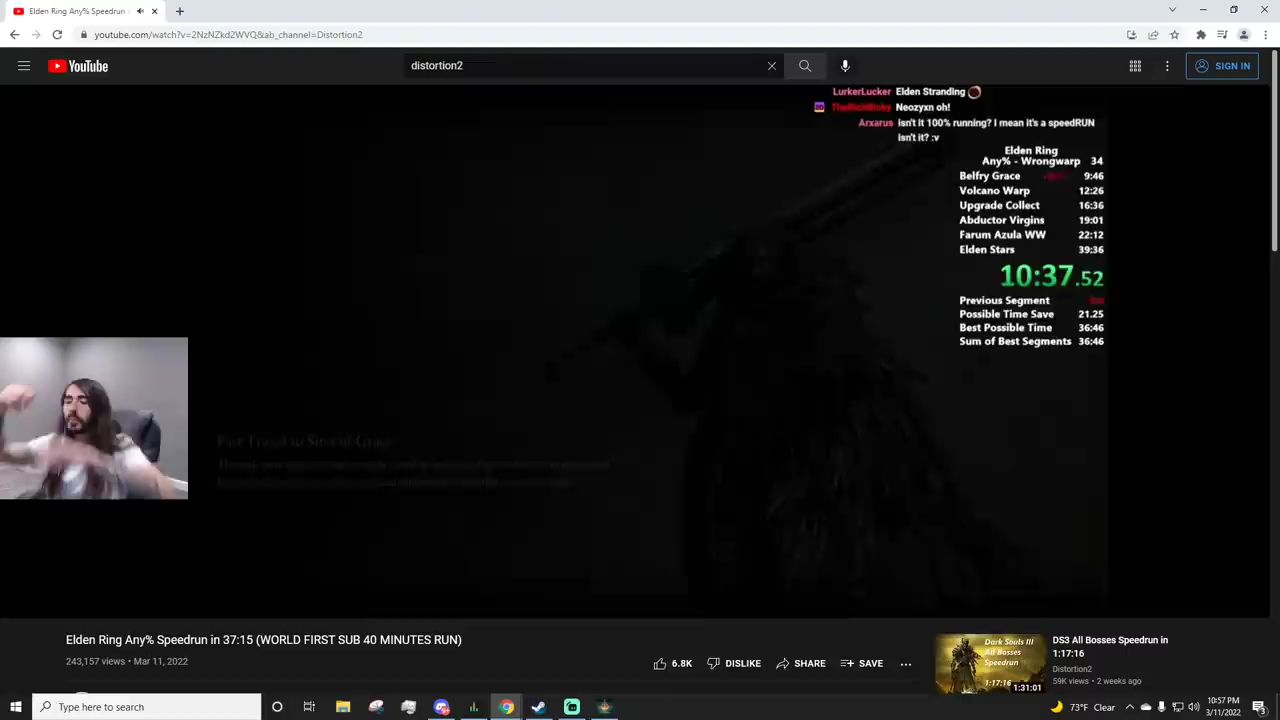 Elden Ring Any% Speedrun
youtube.com/watch?v=2NzNZkd2WVQ&ab_channel=Distortion2
YouTube
distortion2
SIGN IN
LurkerLucker Elden Stranding
TheRichRinky Neozyxn oh!
Arxarus isn't it 100% running? I mean it's a speedRUN
isn't it? :v
Elden Ring
Any% - Wrongwarp 34
Belfry Grace 9:46
Volcano Warp 12:26
Upgrade Collect 16:36
Abductor Virgins 19:01
Farum Azula WW 22:12
Elden Stars 39:36
10:37.52
Previous Segment
Possible Time Save 21.25
Best Possible Time 36:46
Sum of Best Segments 36:46
Fast Travel to Sites of Grace
Elden Ring Any% Speedrun in 37:15 (WORLD FIRST SUB 40 MINUTES RUN)
243,157 views • Mar 11, 2022
6.8K DISLIKE SHARE SAVE
Dark Souls III
All Bosses
Speedrun
1:17:16
1:31:01
DS3 All Bosses Speedrun in
1:17:16
Distortion2
59K views • 2 weeks ago
Type here to search
73°F Clear
10:57 PM
3/11/2022